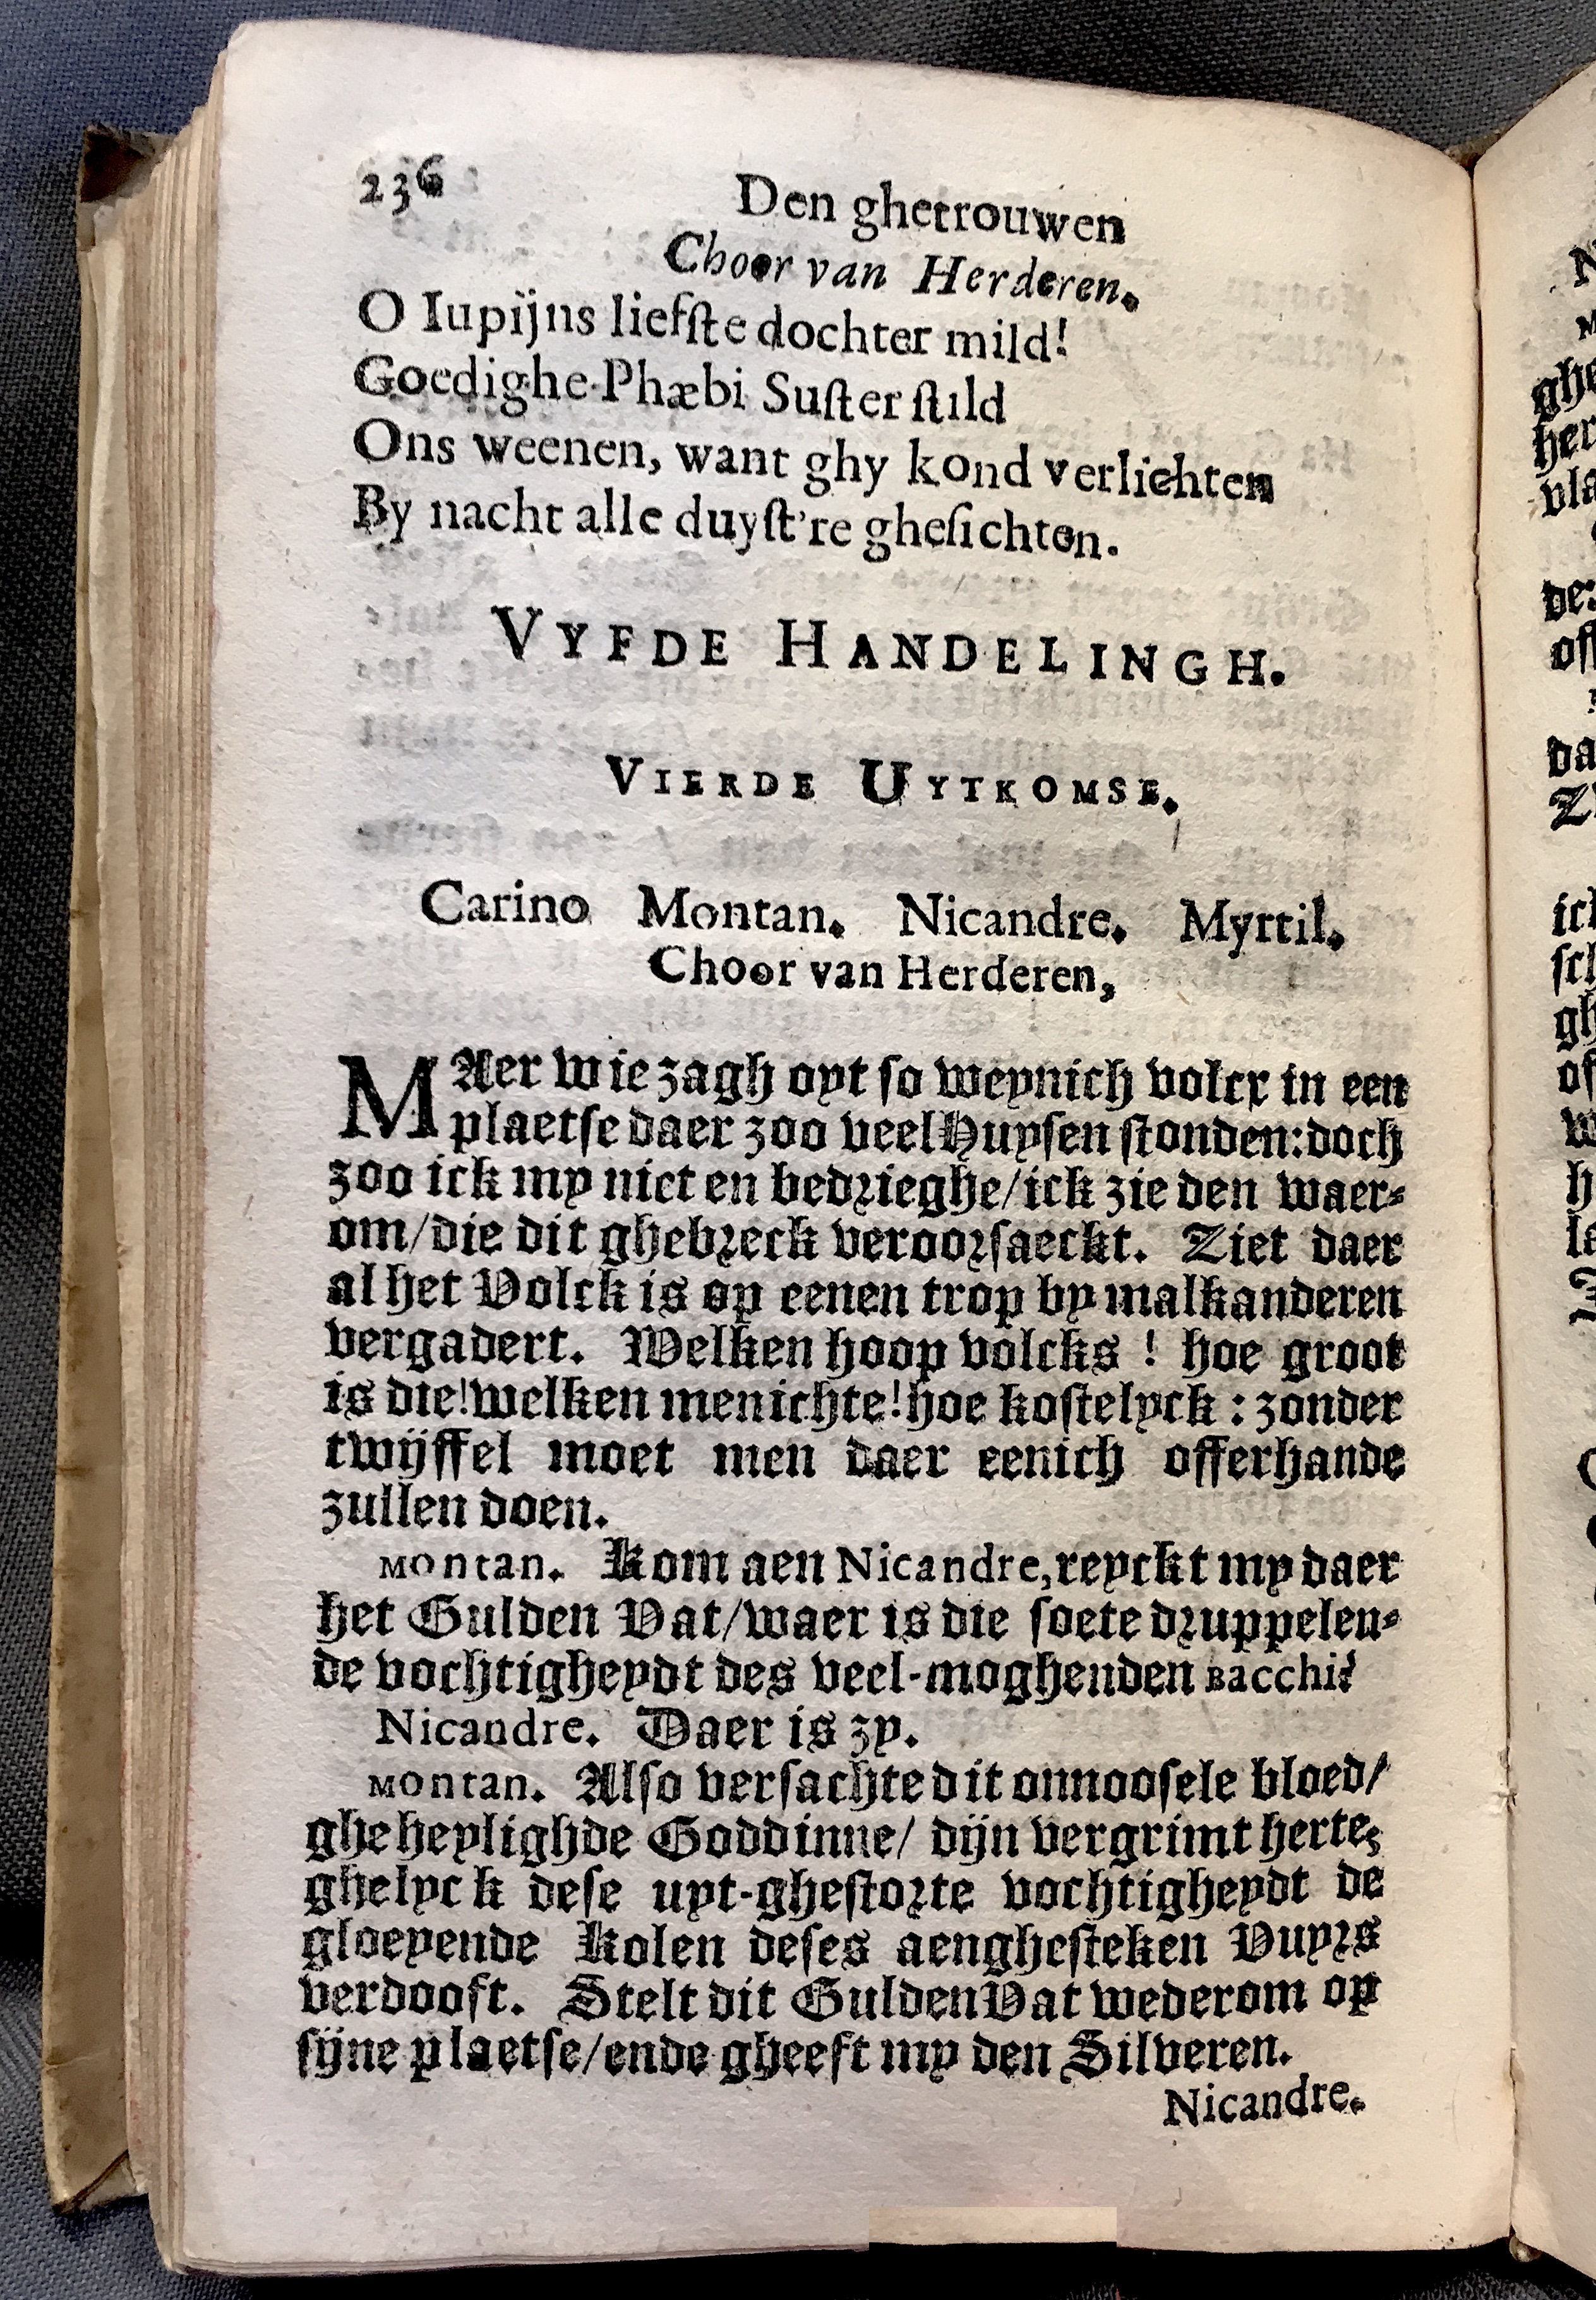 236
Den ghetrouwen
Choor van Herderen.
O Iupijns liefſte dochter mild!
Goedighe Phæbi Suſter ſtild
Ons weenen, want ghy kond verlichten
By nacht alle duyſt're gheſichten.
VYFDE HANDELINGH.
VIERDE UYTKOMSE.
Carino Montan. Nicandre. Myrtil.
Choor van Herderen,
MAer wie zagh oyt ſo weynich volcx in een
plaetſe daer zoo veel Huyſen ſtonden: doch
zoo ick my niet en bedrieghe/ick zie den waer-
om/die dit ghebreck veroorſaeckt. Ziet daer
al het Volck is op eenen trop by malkanderen
vergadert. Welken hoop volcks! hoe groot
is die! welken menichte! hoe koſtelyck: zonder
twijffel moet men daer eenich offerhande
zullen doen.
Montan. Kom aen Nicandre, reyckt my daer
het Gulden Vat/waer is die ſoete druppelen-
de vochtigheydt des veel-moghenden Bacchi?
Nicandre. Daer is zy.
Montan. Alſo verſachte dit onnooſele bloed/
gheheylighde Goddinne/ dijn vergrimt herte;
ghelyck deſe uyt-gheſtorte vochtigheydt de
gloeyende Kolen deſes aengheſteken Vuyrs
verdooft. Stelt dit Gulden Vat wederom op
ſijne plaetſe/ende gheeft my den Silveren.
Nicandre.